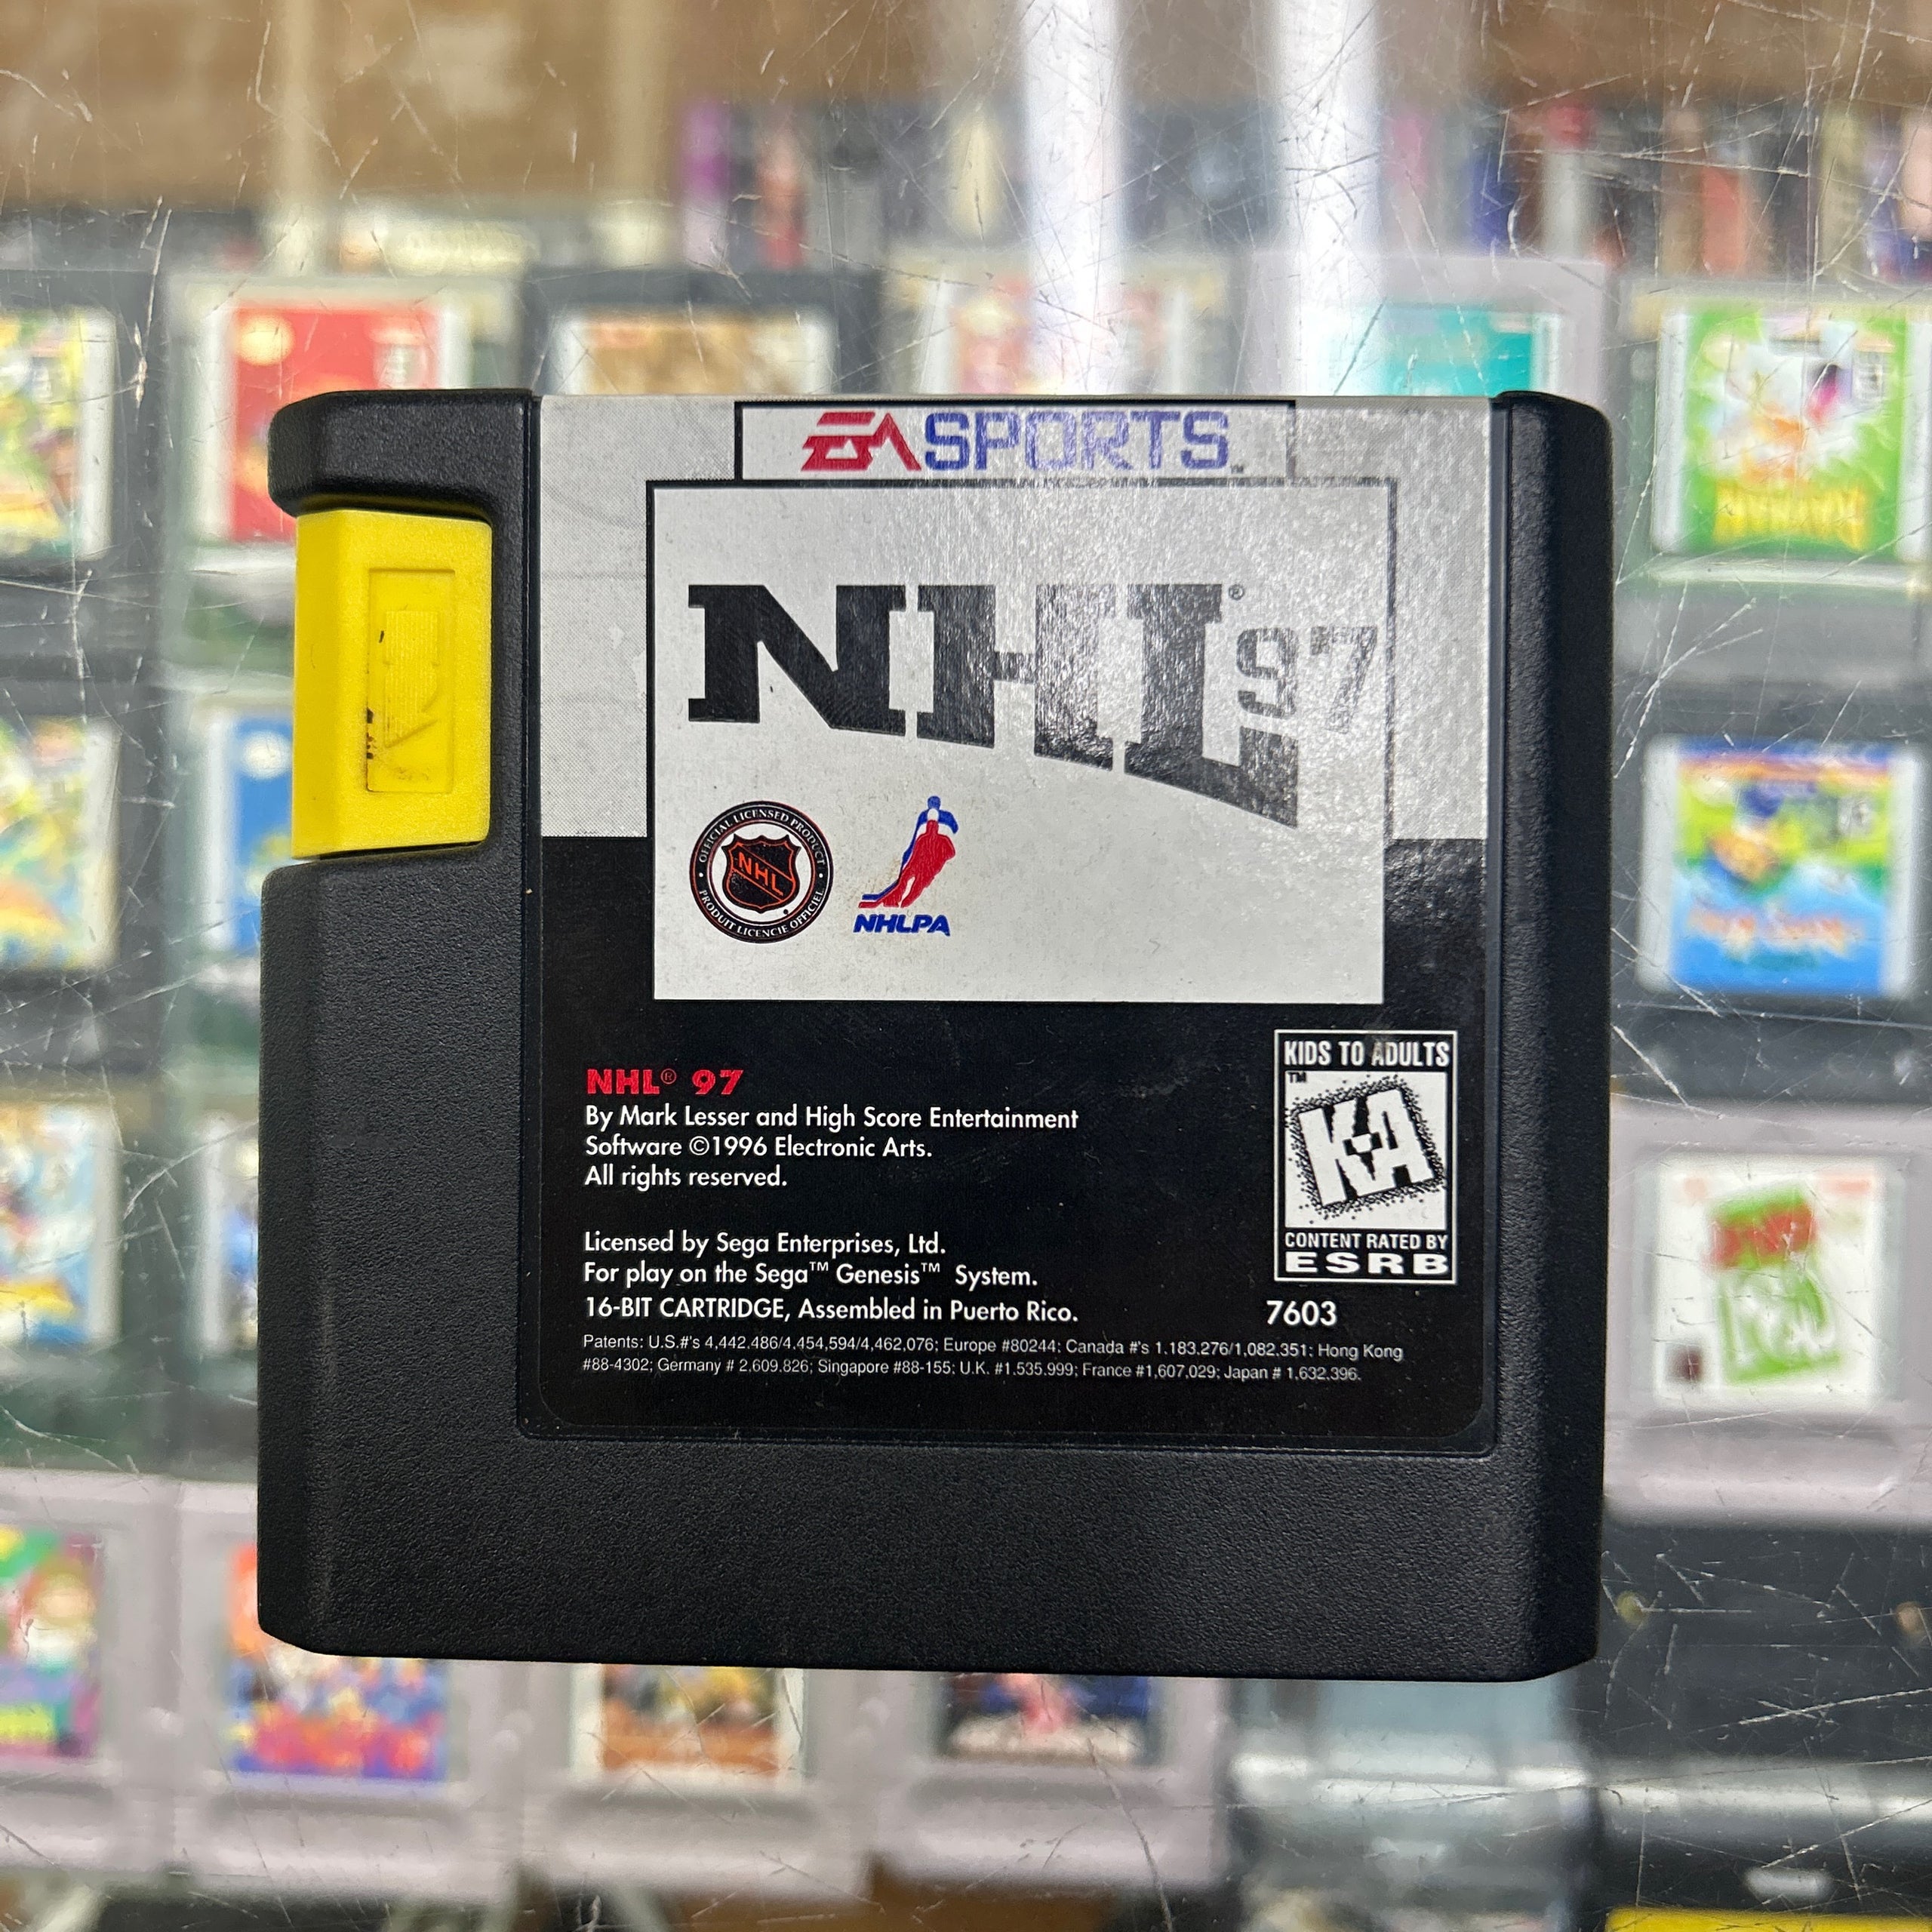 EA SPORTS™
NHL® 97
OFFICIAL LICENSED PRODUCT
NHL
PRODUIT LICENCIE OFFICIEL
NHLPA
NHL® 97
By Mark Lesser and High Score Entertainment
Software ©1996 Electronic Arts.
All rights reserved.
Licensed by Sega Enterprises, Ltd.
For play on the Sega™ Genesis™ System.
16-BIT CARTRIDGE, Assembled in Puerto Rico.
7603
Patents: U.S.#'s 4,442,486/4,454,594/4,462,076; Europe #80244; Canada #'s 1,183,276/1,082,351; Hong Kong
#88-4302; Germany # 2,609,826; Singapore #88-155; U.K. #1,535,999; France #1,607,029; Japan # 1,632,396.
KIDS TO ADULTS
™
K-A
CONTENT RATED BY
ESRB
RAYMAN